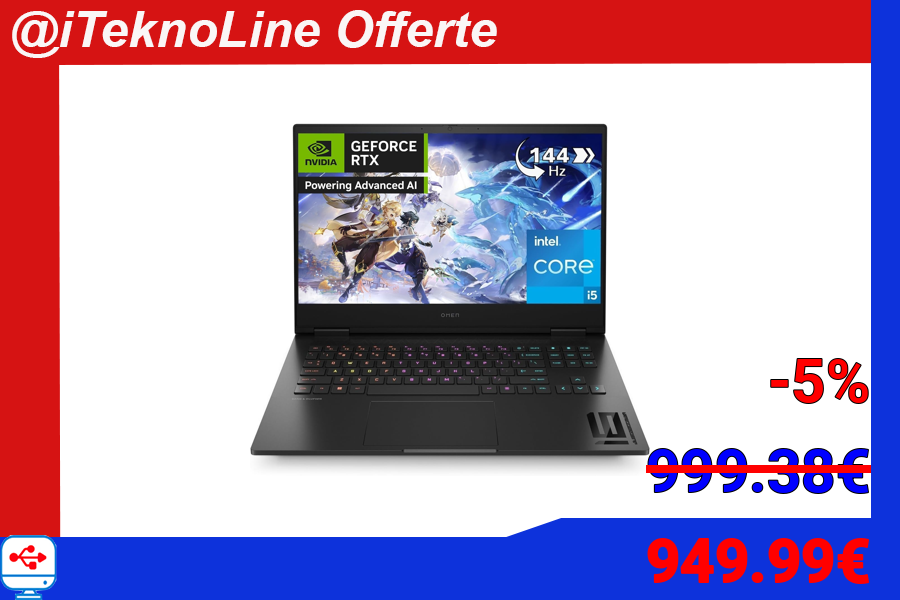 @iTeknoLine Offerte
NVIDIA
GEFORCE
RTX
Powering Advanced AI
144
Hz
intel.
CORE
i5
OMEN
-5%
999.38€
949.99€